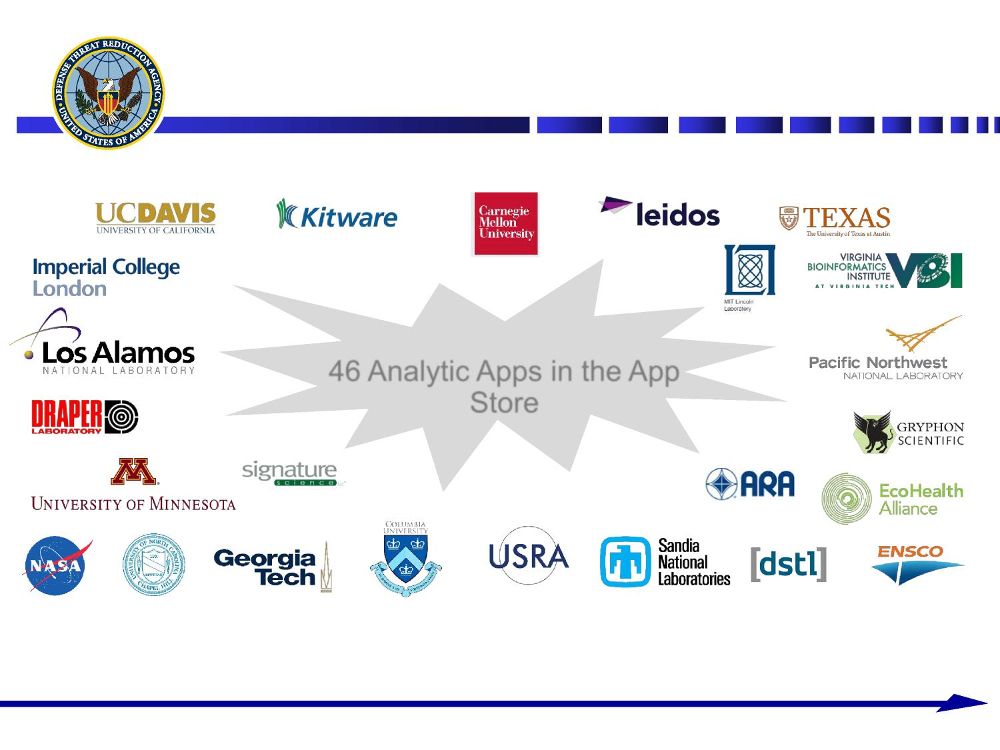 DEFENSE THREAT REDUCTION AGENCY
UNITED STATES OF AMERICA
UCDAVIS
UNIVERSITY OF CALIFORNIA
Kitware
Carnegie
Mellon
University
leidos
TEXAS
The University of Texas at Austin
Imperial College
London
MIT Lincoln
Laboratory
VIRGINIA
BIOINFORMATICS
INSTITUTE
AT VIRGINIA TECH
VBI
Los Alamos
NATIONAL LABORATORY
46 Analytic Apps in the App
Store
Pacific Northwest
NATIONAL LABORATORY
DRAPER
LABORATORY
GRYPHON
SCIENTIFIC
M
UNIVERSITY OF MINNESOTA
signature
science LLC
ARA
EcoHealth
Alliance
NASA
UNIVERSITY OF NORTH CAROLINA
LVX
CHAPEL HILL
Georgia
Tech
COLUMBIA
UNIVERSITY
USRA
Sandia
National
Laboratories
[dstl]
ENSCO